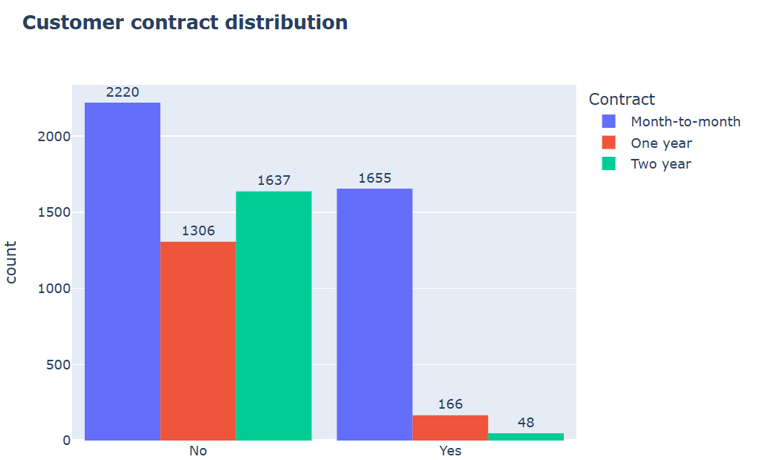 Customer contract distribution
Contract
Month-to-month
One year
Two year
count
2000
1500
1000
500
0
2220
1306
1637
1655
166
48
No
Yes